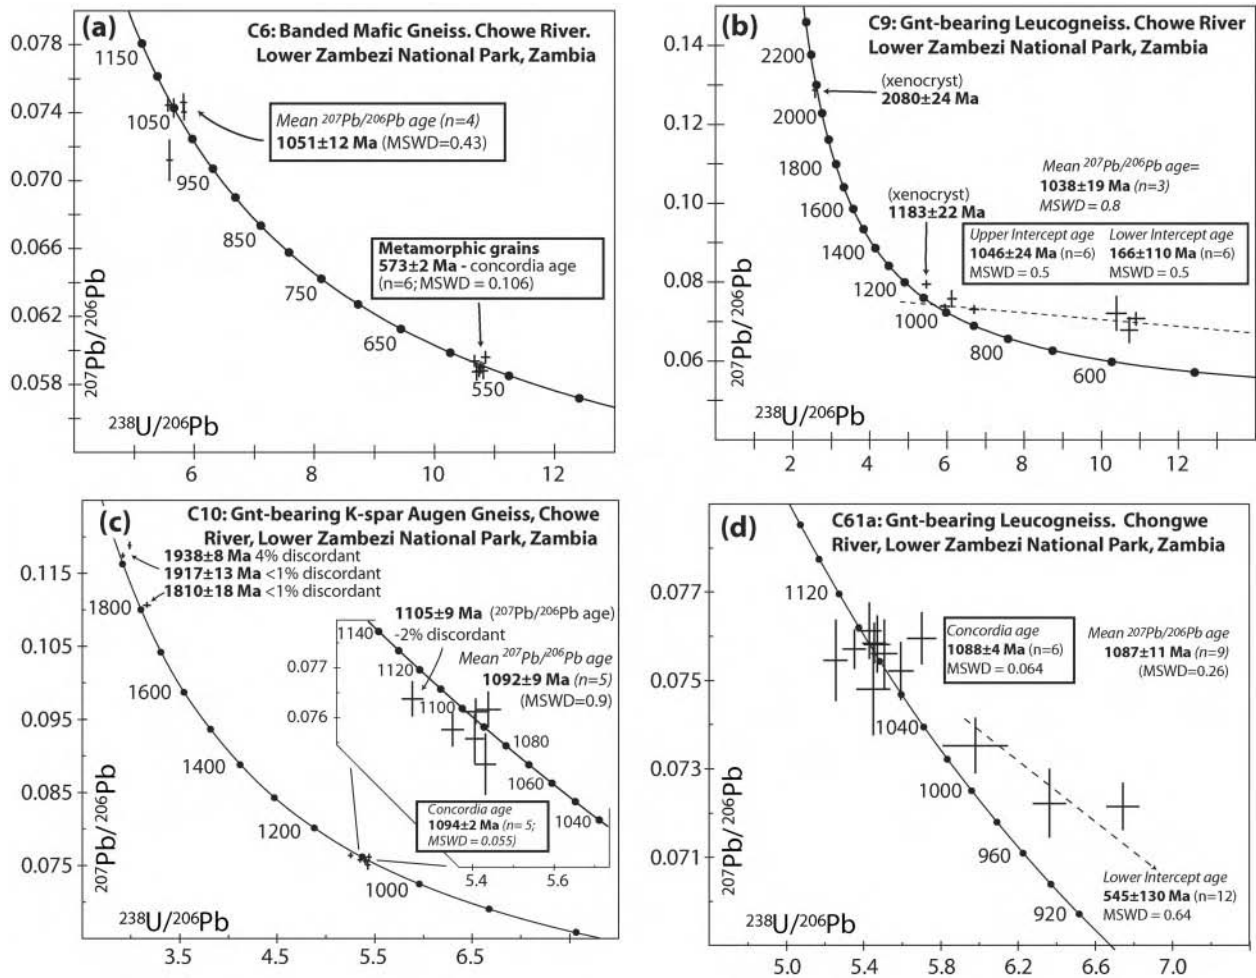 (a)
C6: Banded Mafic Gneiss. Chowe River.
Lower Zambezi National Park, Zambia
0.078
0.074
0.070
0.066
0.062
0.058
²⁰⁷Pb/²⁰⁶Pb
1150
1050
950
850
750
650
550
Mean ²⁰⁷Pb/²⁰⁶Pb age (n=4)
1051±12 Ma (MSWD=0.43)
Metamorphic grains
573±2 Ma - concordia age
(n=6; MSWD = 0.106)
²³⁸U/²⁰⁶Pb
6
8
10
12
(b)
C9: Gnt-bearing Leucogneiss. Chowe River
Lower Zambezi National Park, Zambia
0.14
0.13
0.12
0.10
0.08
0.06
²⁰⁷Pb/²⁰⁶Pb
2200
2000
1800
1600
1400
1200
1000
800
600
(xenocryst)
2080±24 Ma
(xenocryst)
1183±22 Ma
Mean ²⁰⁷Pb/²⁰⁶Pb age=
1038±19 Ma (n=3)
MSWD = 0.8
Upper Intercept age
1046±24 Ma (n=6)
MSWD = 0.5
Lower Intercept age
166±110 Ma (n=6)
MSWD = 0.5
²³⁸U/²⁰⁶Pb
2
4
6
8
10
12
(c)
C10: Gnt-bearing K-spar Augen Gneiss, Chowe
River, Lower Zambezi National Park, Zambia
1938±8 Ma 4% discordant
1917±13 Ma <1% discordant
1810±18 Ma <1% discordant
0.115
0.105
0.095
0.085
0.075
²⁰⁷Pb/²⁰⁶Pb
1800
1600
1400
1200
1000
1105±9 Ma (²⁰⁷Pb/²⁰⁶Pb age)
-2% discordant
Mean ²⁰⁷Pb/²⁰⁶Pb age
1092±9 Ma (n=5)
(MSWD=0.9)
1140
1120
1100
1080
1060
1040
0.077
0.076
Concordia age
1094±2 Ma (n= 5;
MSWD = 0.055)
5.4
5.6
²³⁸U/²⁰⁶Pb
3.5
4.5
5.5
6.5
7.5
(d)
C61a: Gnt-bearing Leucogneiss. Chongwe
River, Lower Zambezi National Park, Zambia
0.077
0.075
0.073
0.071
²⁰⁷Pb/²⁰⁶Pb
1120
1040
1000
960
920
Concordia age
1088±4 Ma (n=6)
MSWD = 0.064
Mean ²⁰⁷Pb/²⁰⁶Pb age
1087±11 Ma (n=9)
(MSWD=0.26)
Lower Intercept age
545±130 Ma (n=12)
MSWD = 0.64
²³⁸U/²⁰⁶Pb
5.0
5.4
5.8
6.2
6.6
7.0